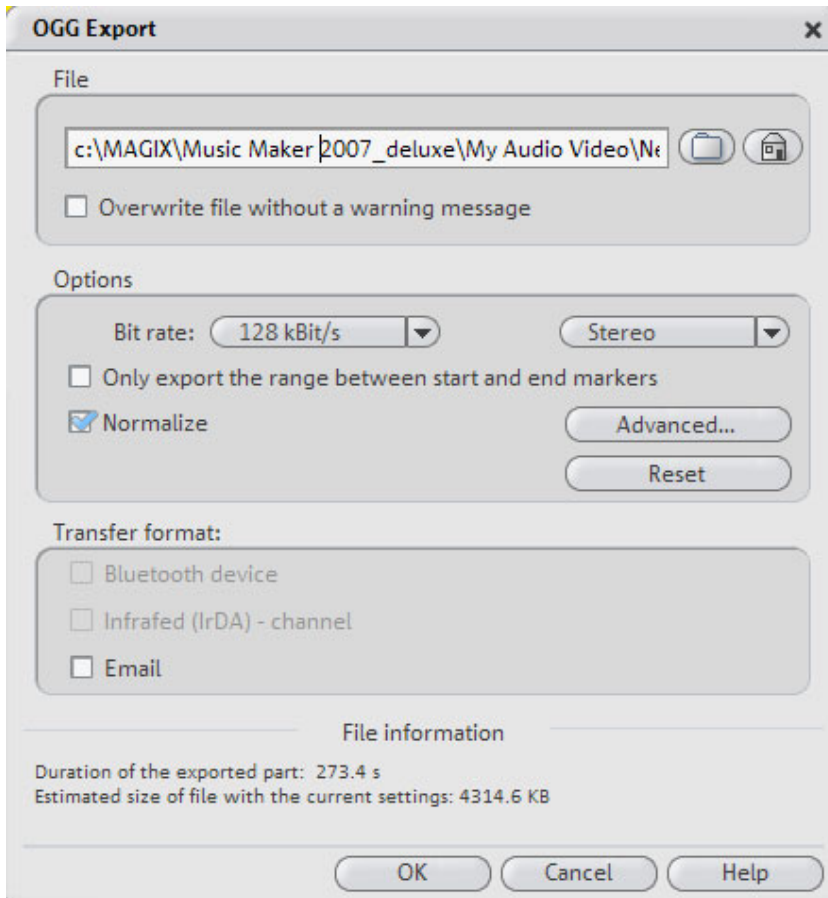 OGG Export
File
c:\MAGIX\Music Maker 2007_deluxe\My Audio Video\Ne
Overwrite file without a warning message
Options
Bit rate: 128 kBit/s Stereo
Only export the range between start and end markers
Normalize Advanced...
Reset
Transfer format:
Bluetooth device
Infrafed (IrDA) - channel
Email
File information
Duration of the exported part: 273.4 s
Estimated size of file with the current settings: 4314.6 KB
OK Cancel Help